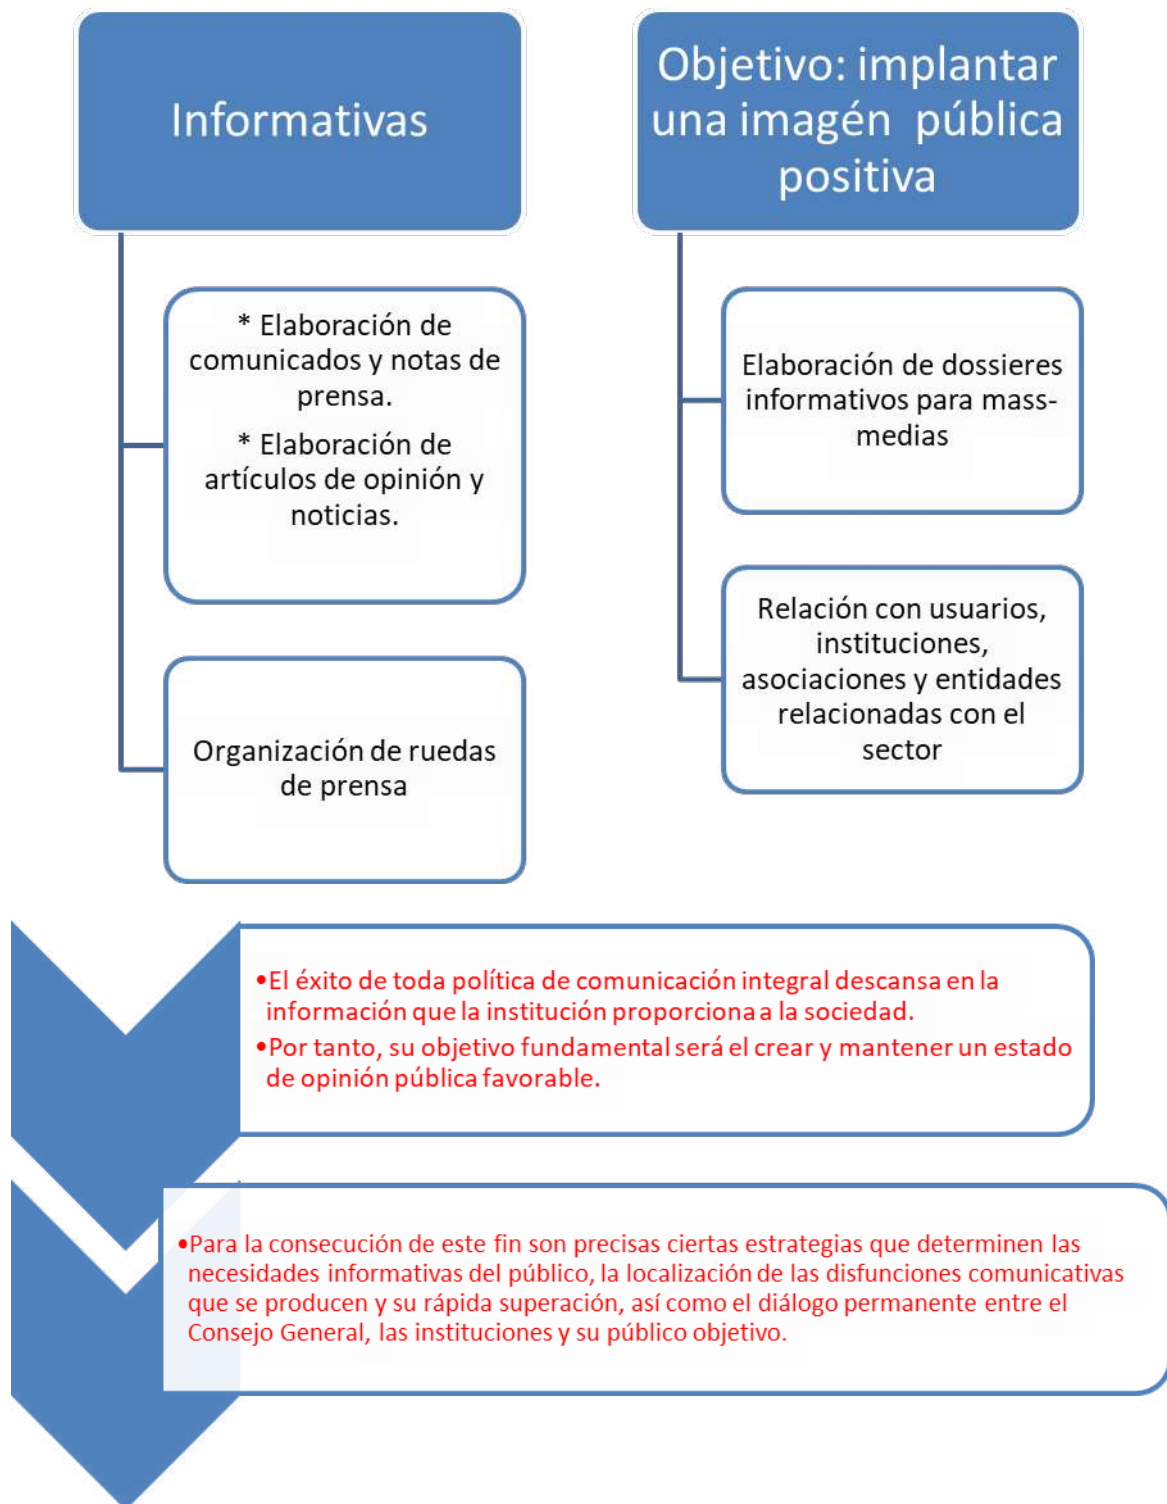 Informativas
* Elaboración de
comunicados y notas de
prensa.
* Elaboración de
artículos de opinión y
noticias.
Organización de ruedas
de prensa
Objetivo: implantar
una imagén pública
positiva
Elaboración de dossieres
informativos para mass-
medias
Relación con usuarios,
instituciones,
asociaciones y entidades
relacionadas con el
sector
•El éxito de toda política de comunicación integral descansa en la
información que la institución proporciona a la sociedad.
•Por tanto, su objetivo fundamental será el crear y mantener un estado
de opinión pública favorable.
•Para la consecución de este fin son precisas ciertas estrategias que determinen las
necesidades informativas del público, la localización de las disfunciones comunicativas
que se producen y su rápida superación, así como el diálogo permanente entre el
Consejo General, las instituciones y su público objetivo.